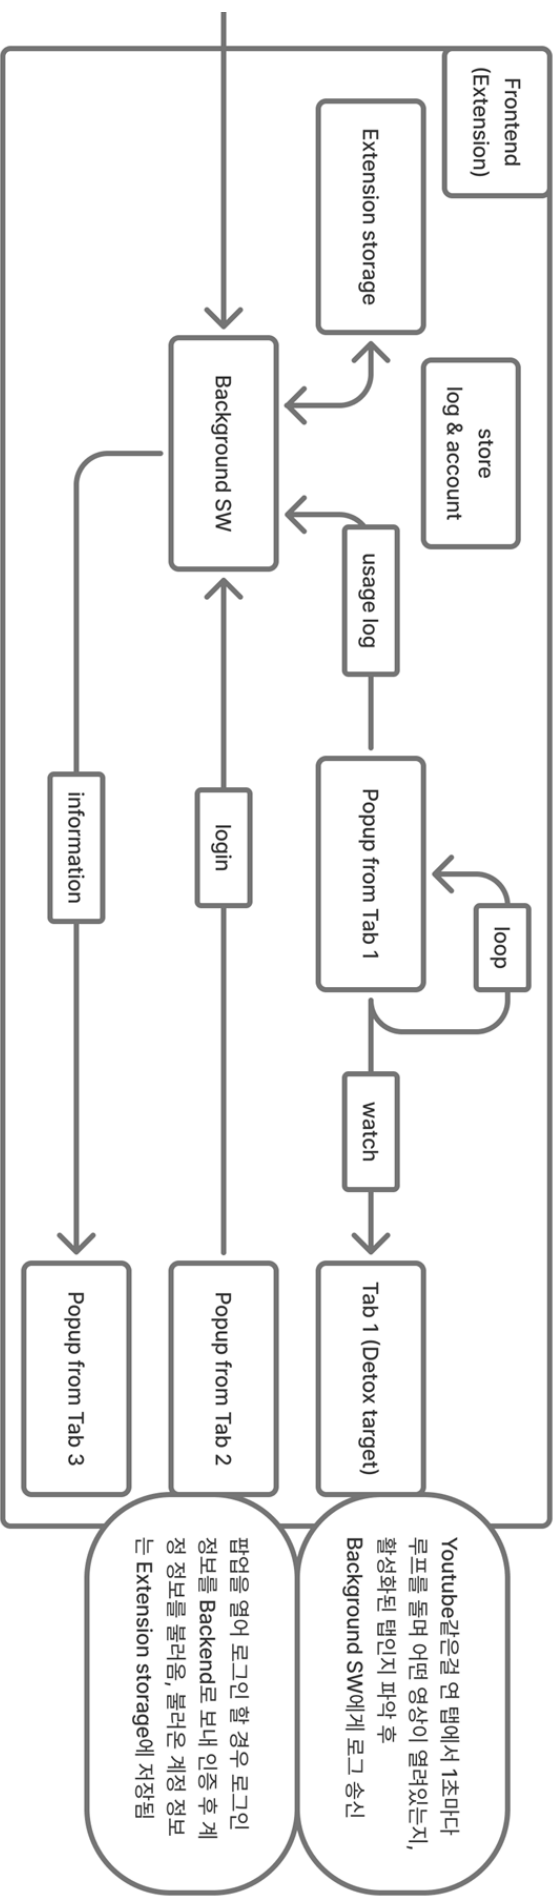 Frontend
(Extension)
Extension storage
store
log & account
Background SW
usage log
Popup from Tab 1
loop
watch
Tab 1 (Detox target)
login
Popup from Tab 2
information
Popup from Tab 3
Youtube같은걸 연 탭에서 1초마다
루프를 돌며 어떤 영상이 열려있는지,
활성화된 탭인지 파악 후
Background SW에게 로그 송신
팝업을 열어 로그인 할 경우 로그인
정보를 Backend로 보내 인증 후 계
정 정보를 불러옴, 불러온 계정 정보
는 Extension storage에 저장됨